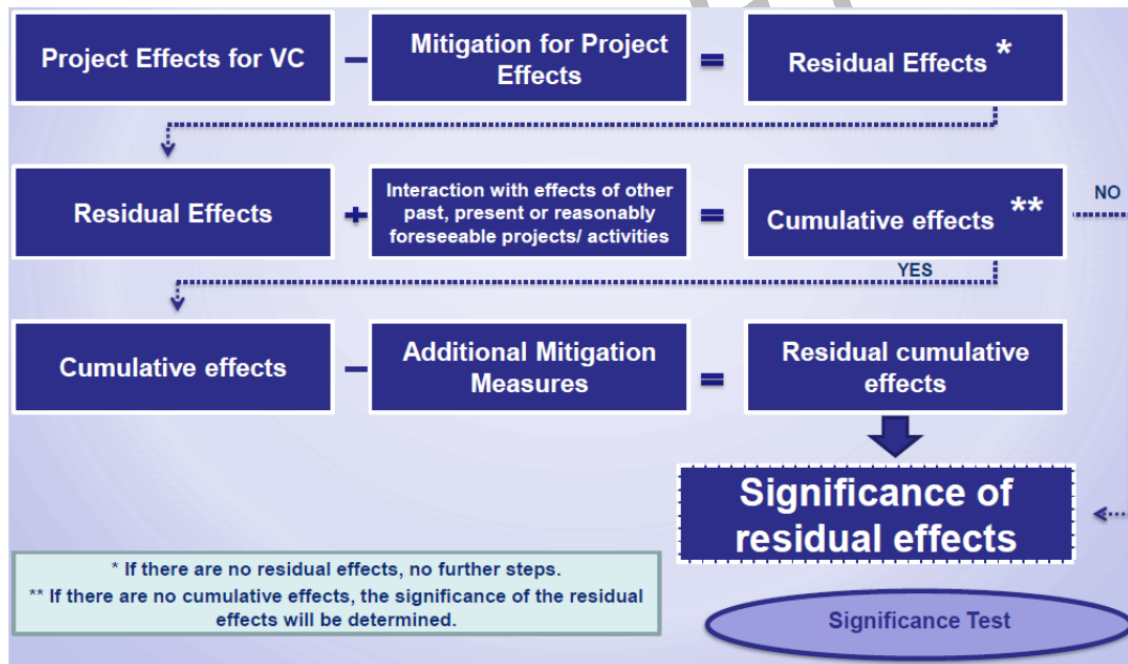 Project Effects for VC – Mitigation for Project = Residual Effects *
Effects
Residual Effects + Interaction with effects of other = Cumulative effects **
past, present or reasonably
foreseeable projects/ activities
NO
YES
Cumulative effects – Additional Mitigation = Residual cumulative
Measures
effects
Significance of
residual effects
* If there are no residual effects, no further steps.
** If there are no cumulative effects, the significance of the residual
effects will be determined.
Significance Test